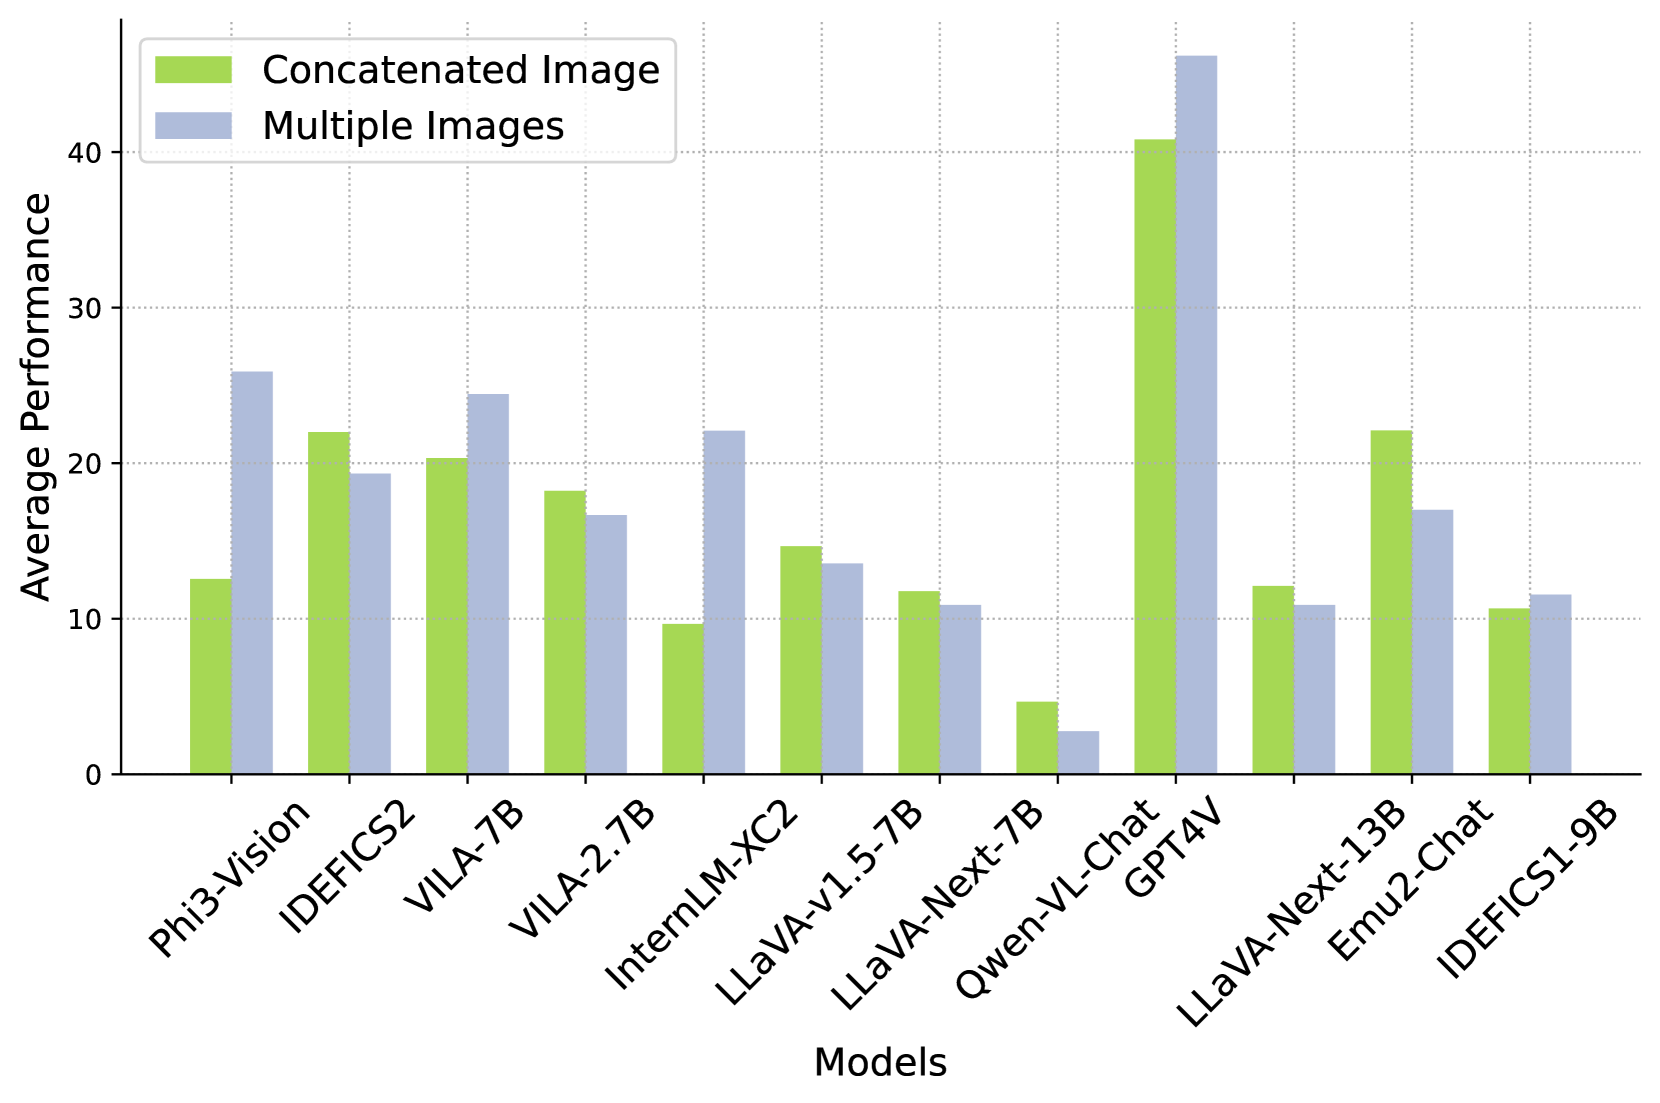 Concatenated Image
Multiple Images
Average Performance
40
30
20
10
0
Phi3-Vision
IDEFICS2
VILA-7B
VILA-2.7B
InternLM-XC2
LLaVA-v1.5-7B
LLaVA-Next-7B
Qwen-VL-Chat
GPT4V
LLaVA-Next-13B
Emu2-Chat
IDEFICS1-9B
Models